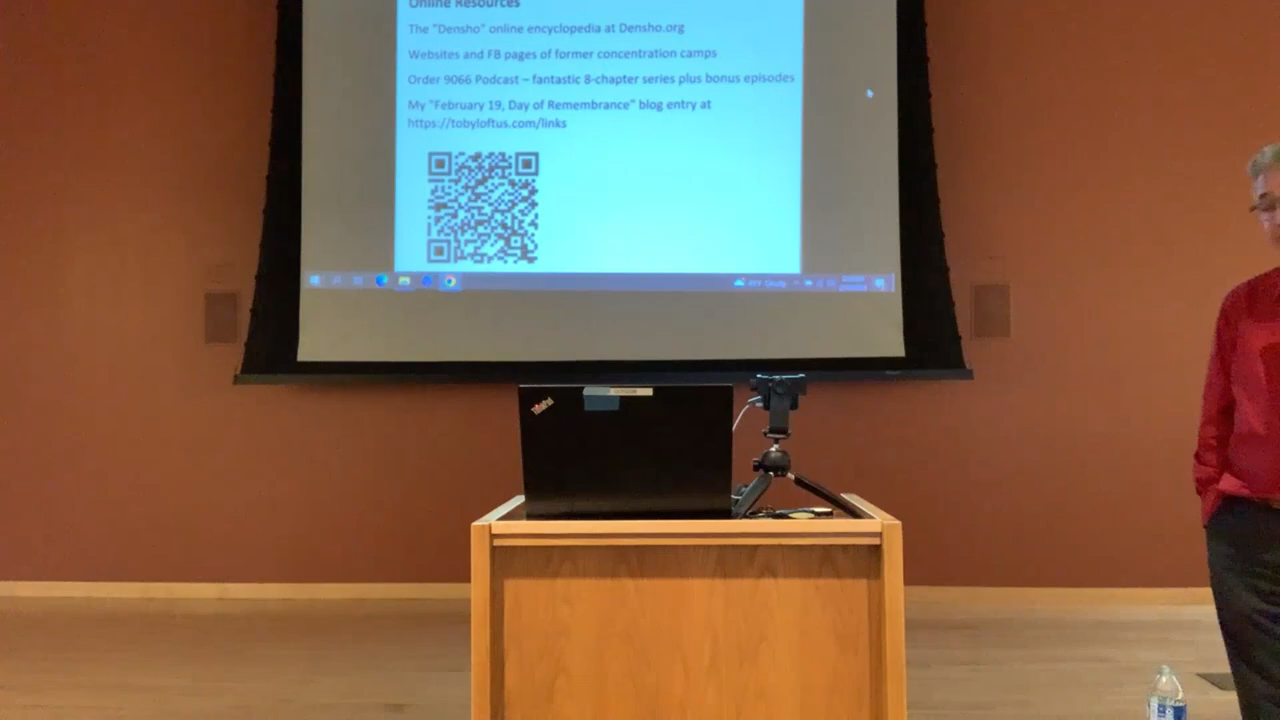 Online Resources
The "Densho" online encyclopedia at Densho.org
Websites and FB pages of former concentration camps
Order 9066 Podcast – fantastic 8-chapter series plus bonus episodes
My "February 19, Day of Remembrance" blog entry at
https://tobyloftus.com/links
Cloudy
ThinkPad